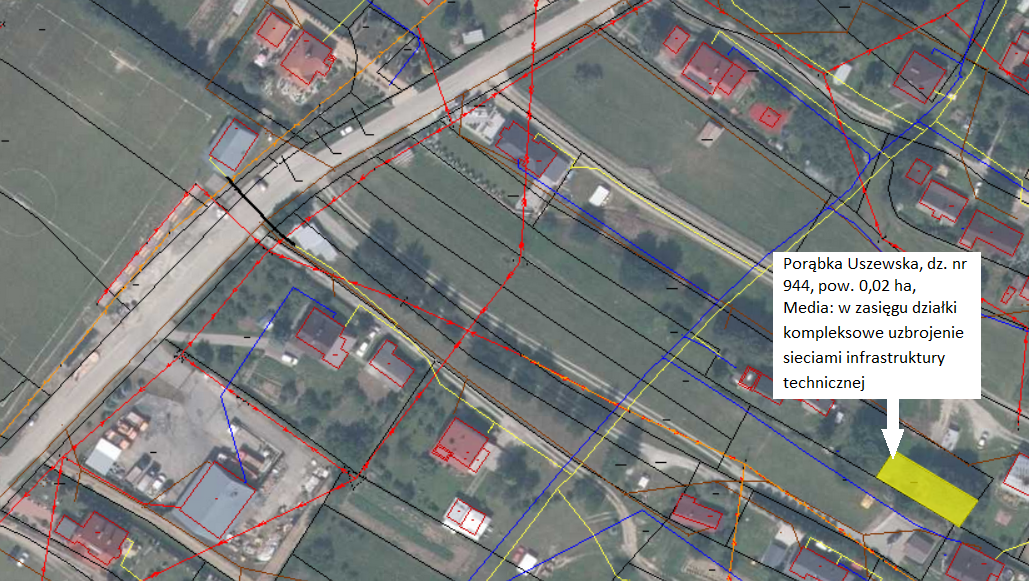 Porąbka Uszewska, dz. nr
944, pow. 0,02 ha,
Media: w zasięgu działki
kompleksowe uzbrojenie
sieciami infrastruktury
technicznej